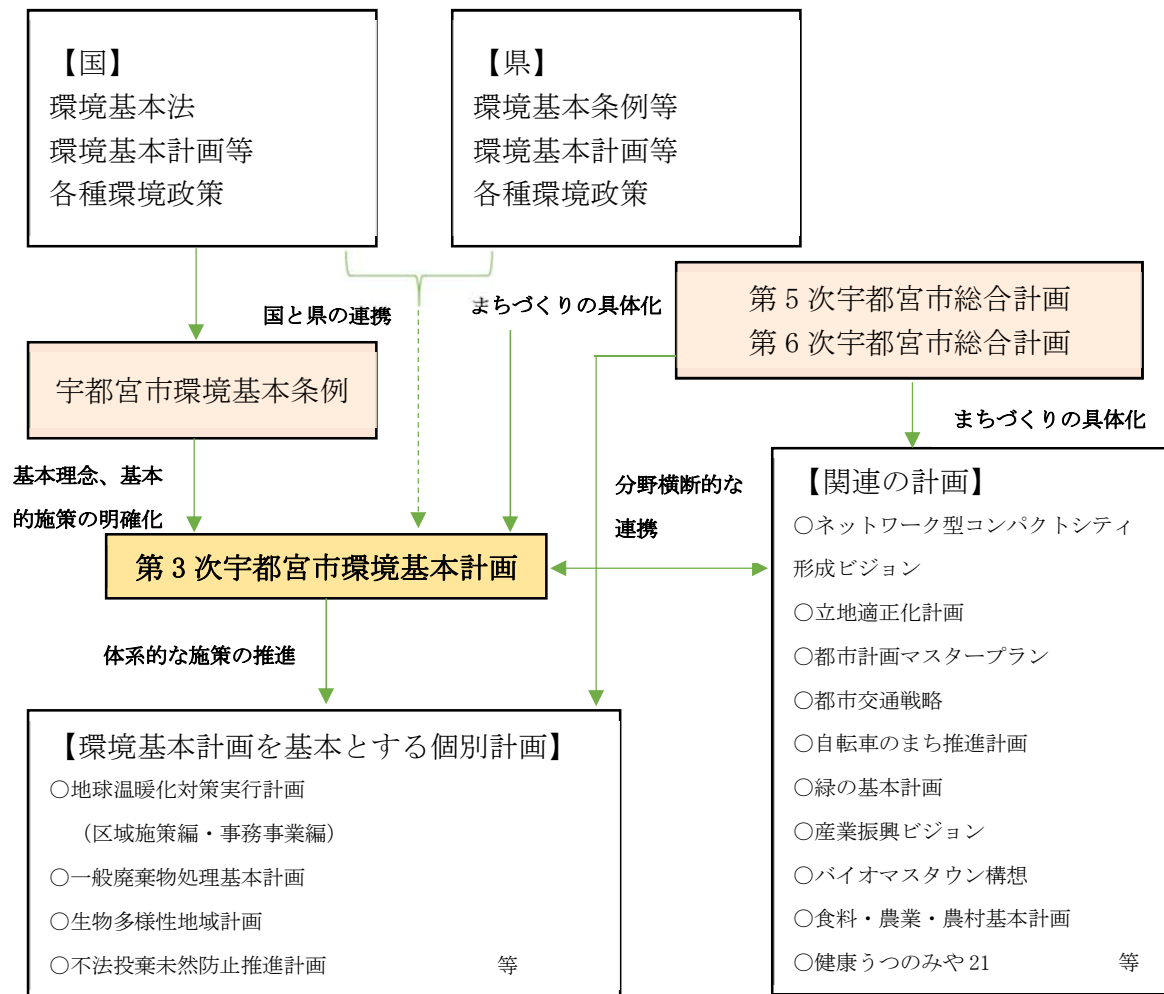 【国】
環境基本法
環境基本計画等
各種環境政策
【県】
環境基本条例等
環境基本計画等
各種環境政策
国と県の連携
まちづくりの具体化
第5次宇都宮市総合計画
第6次宇都宮市総合計画
宇都宮市環境基本条例
まちづくりの具体化
基本理念、基本
的施策の明確化
分野横断的な
連携
第3次宇都宮市環境基本計画
体系的な施策の推進
【関連の計画】
○ネットワーク型コンパクトシティ
形成ビジョン
○立地適正化計画
○都市計画マスタープラン
○都市交通戦略
○自転車のまち推進計画
○緑の基本計画
○産業振興ビジョン
○バイオマスタウン構想
○食料・農業・農村基本計画
○健康うつのみや21 等
【環境基本計画を基本とする個別計画】
○地球温暖化対策実行計画
（区域施策編・事務事業編）
○一般廃棄物処理基本計画
○生物多様性地域計画
○不法投棄未然防止推進計画 等